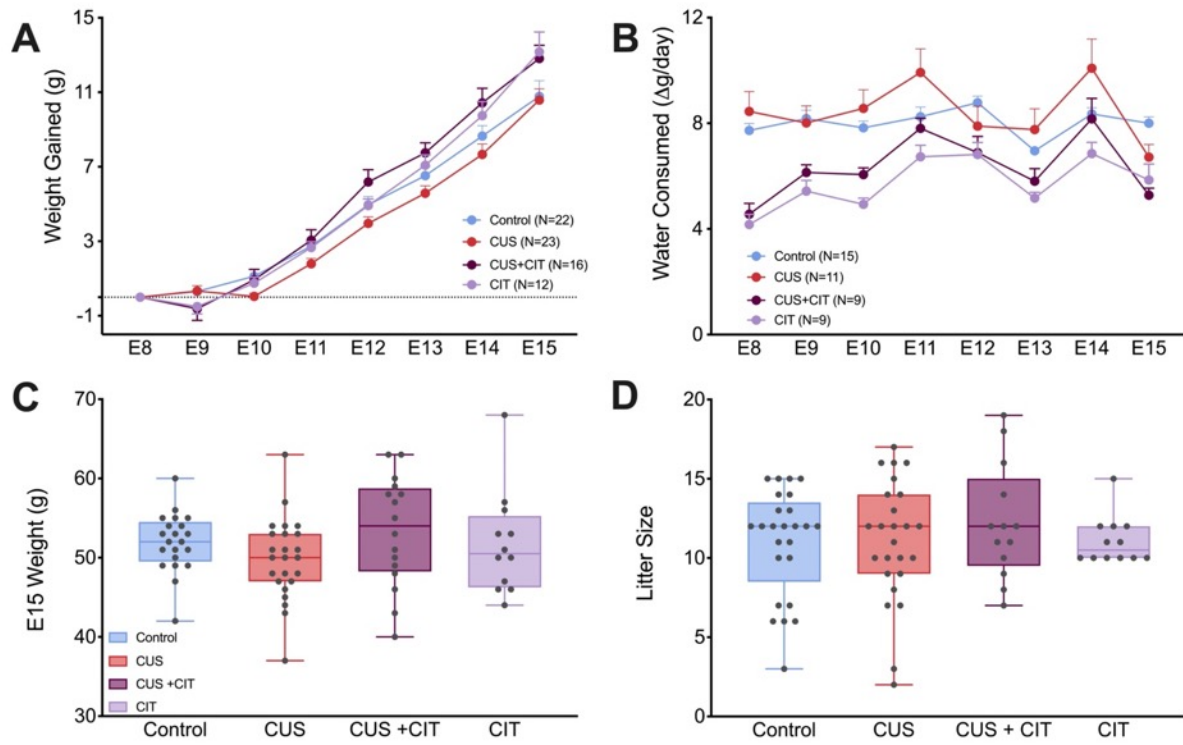 A
Weight Gained (g)
15
11
7
3
-1
E8 E9 E10 E11 E12 E13 E14 E15
Control (N=22)
CUS (N=23)
CUS+CIT (N=16)
CIT (N=12)
B
Water Consumed (Δg/day)
12
8
4
0
E8 E9 E10 E11 E12 E13 E14 E15
Control (N=15)
CUS (N=11)
CUS+CIT (N=9)
CIT (N=9)
C
E15 Weight (g)
70
60
50
40
30
Control
CUS
CUS +CIT
CIT
Control CUS CUS +CIT CIT
D
Litter Size
20
15
10
5
0
Control CUS CUS + CIT CIT